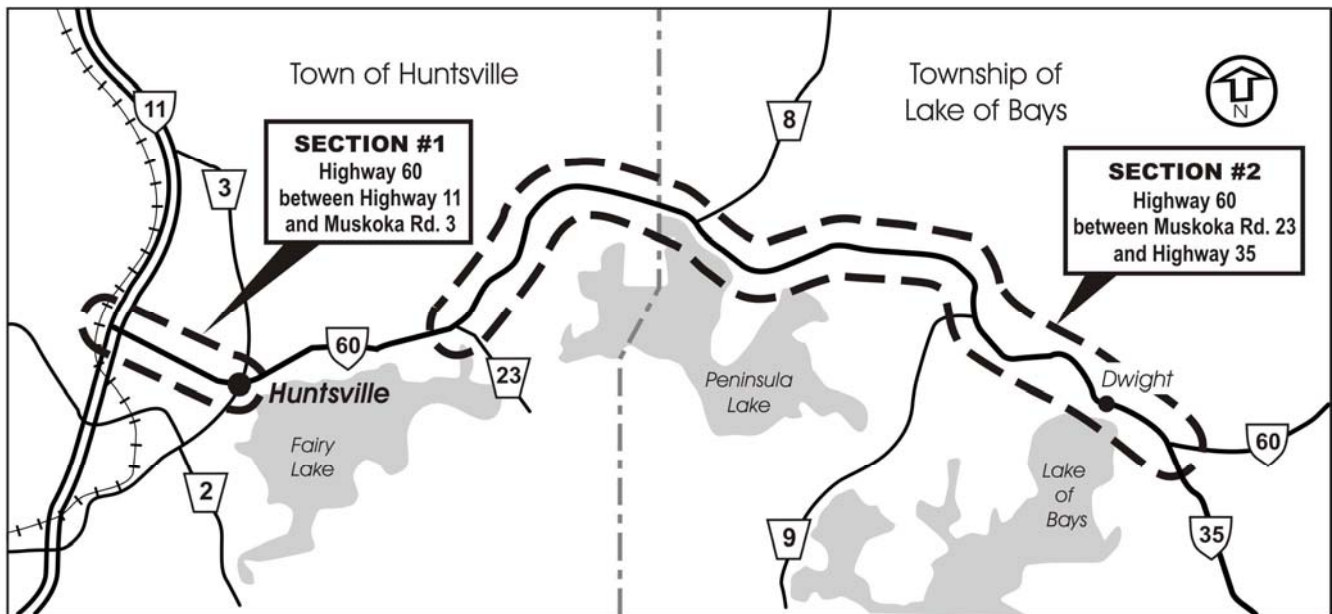 Town of Huntsville
Township of
Lake of Bays
N
11
8
SECTION #1
Highway 60
between Highway 11
and Muskoka Rd. 3
3
SECTION #2
Highway 60
between Muskoka Rd. 23
and Highway 35
60
23
Huntsville
Peninsula
Lake
Dwight
Fairy
Lake
60
2
Lake
of
Bays
9
35